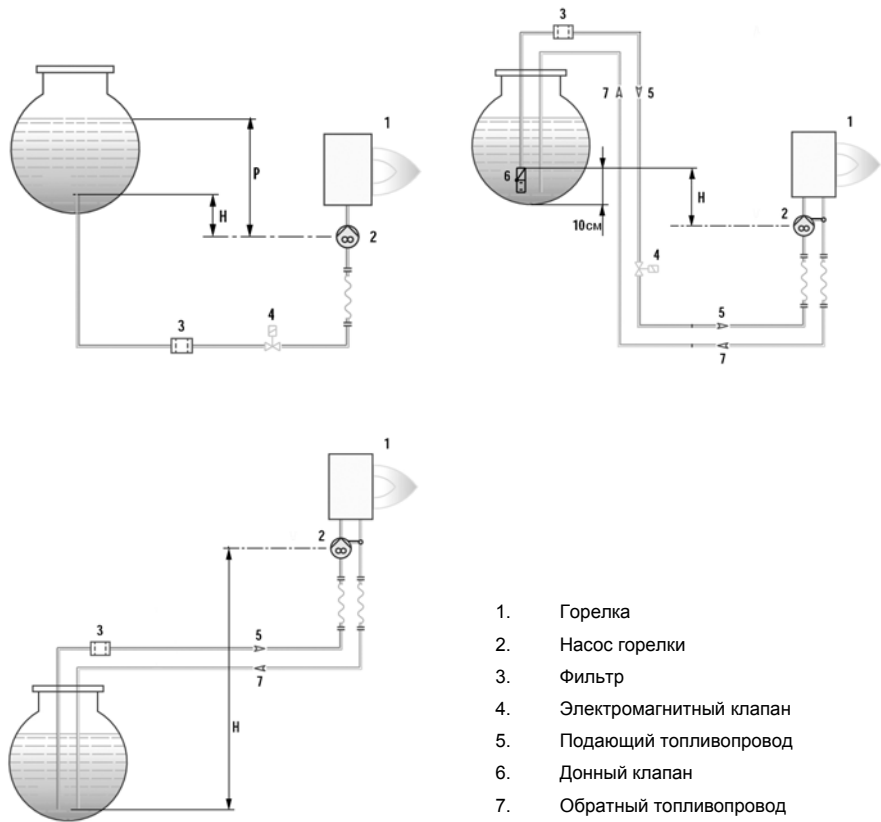 1
P
H
2
4
3
3
7
5
1
6
H
2
10см
4
5
7
1
2
3
5
7
H
1. Горелка
2. Насос горелки
3. Фильтр
4. Электромагнитный клапан
5. Подающий топливопровод
6. Донный клапан
7. Обратный топливопровод